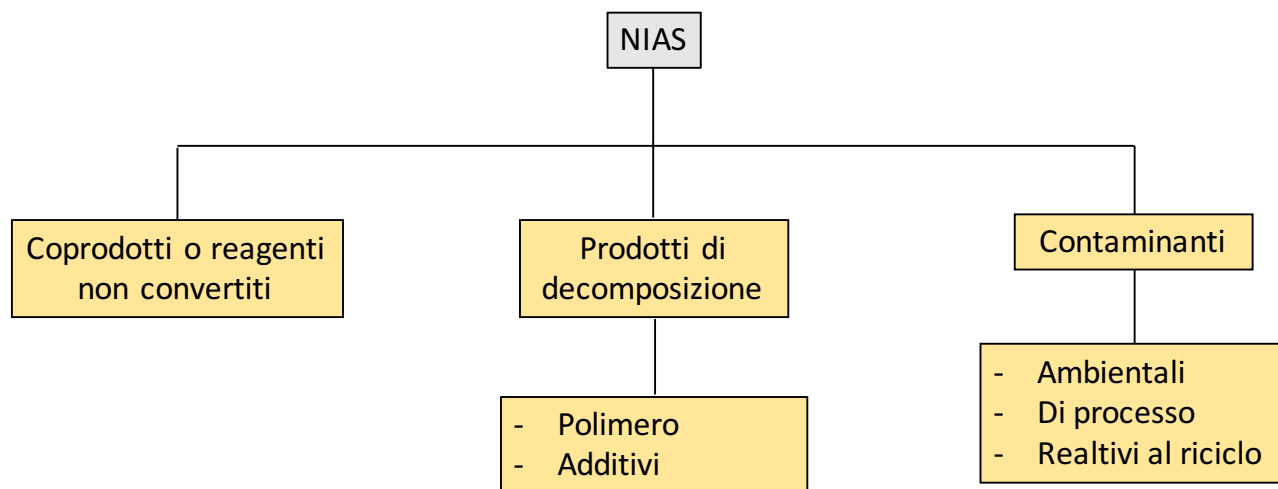 NIAS
Coprodotti o reagenti
non convertiti
Prodotti di
decomposizione
Contaminanti
- Polimero
- Additivi
- Ambientali
- Di processo
- Realtivi al riciclo